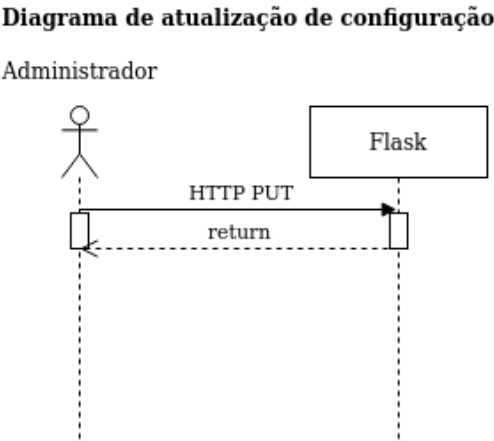 Diagrama de atualização de configuração
Administrador
Flask
HTTP PUT
return